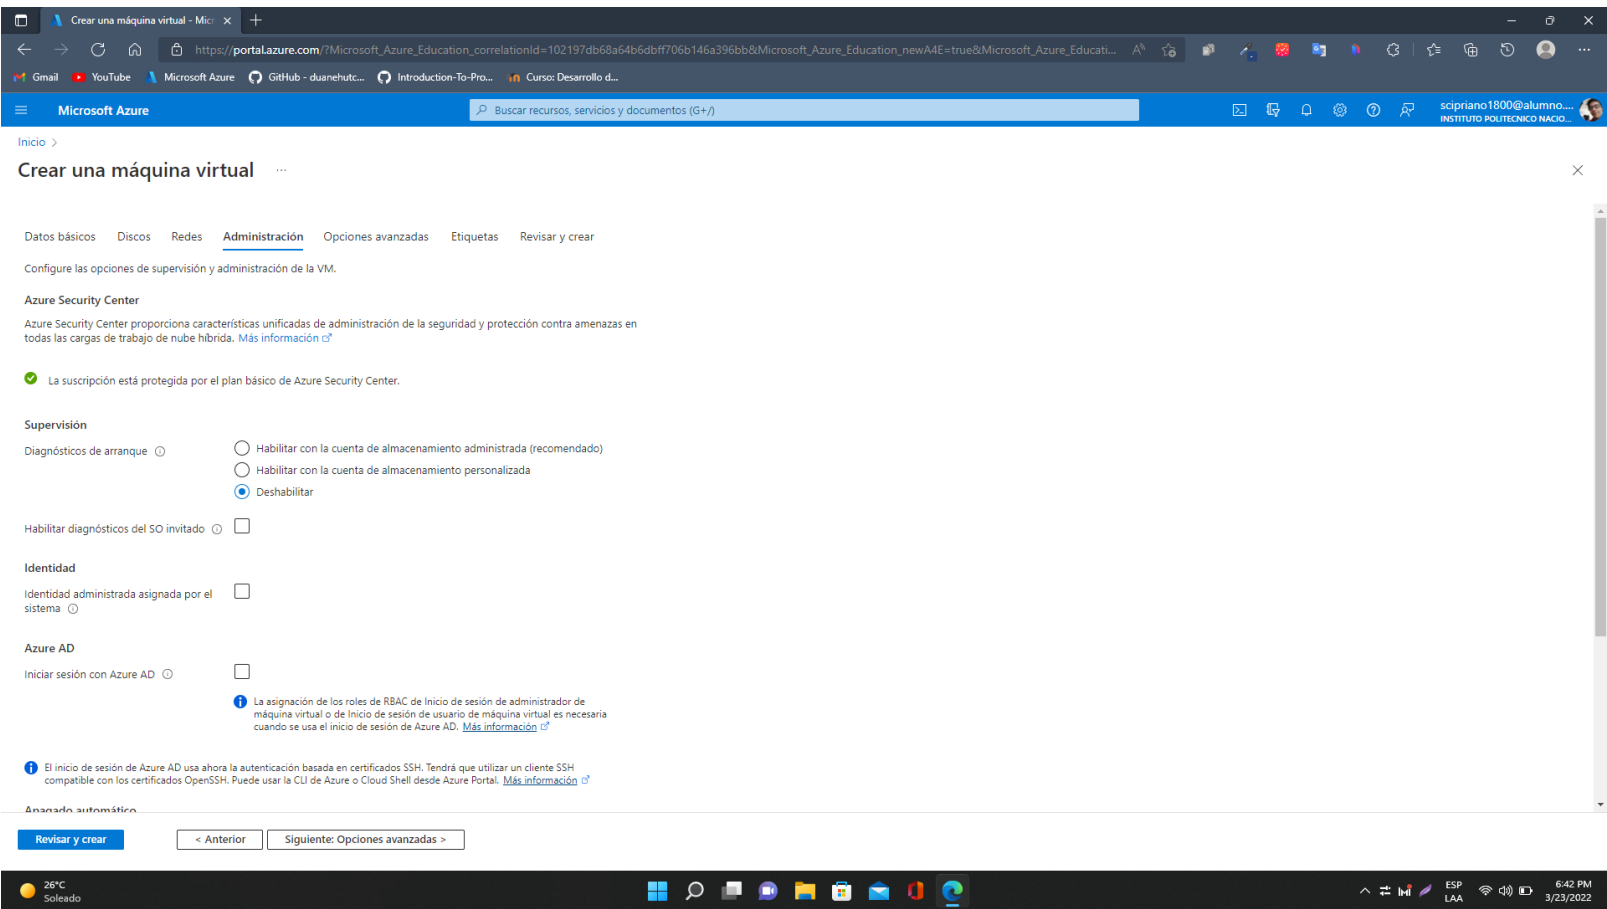 Crear una máquina virtual - Micr
https://portal.azure.com/?Microsoft_Azure_Education_correlationId=102197db68a64b6dbff706b146a396bb&Microsoft_Azure_Education_newA4E=true&Microsoft_Azure_Educati...
Gmail YouTube Microsoft Azure GitHub - duanehutc... Introduction-To-Pro... Curso: Desarrollo d...
Microsoft Azure
Buscar recursos, servicios y documentos (G+/)
scipriano1800@alumno....
INSTITUTO POLITECNICO NACIO...
Inicio >
Crear una máquina virtual ...
Datos básicos Discos Redes Administración Opciones avanzadas Etiquetas Revisar y crear
Configure las opciones de supervisión y administración de la VM.
Azure Security Center
Azure Security Center proporciona características unificadas de administración de la seguridad y protección contra amenazas en
todas las cargas de trabajo de nube híbrida. Más información
La suscripción está protegida por el plan básico de Azure Security Center.
Supervisión
Diagnósticos de arranque
Habilitar con la cuenta de almacenamiento administrada (recomendado)
Habilitar con la cuenta de almacenamiento personalizada
Deshabilitar
Habilitar diagnósticos del SO invitado
Identidad
Identidad administrada asignada por el
sistema
Azure AD
Iniciar sesión con Azure AD
La asignación de los roles de RBAC de Inicio de sesión de administrador de
máquina virtual o de Inicio de sesión de usuario de máquina virtual es necesaria
cuando se usa el inicio de sesión de Azure AD. Más información
El inicio de sesión de Azure AD usa ahora la autenticación basada en certificados SSH. Tendrá que utilizar un cliente SSH
compatible con los certificados OpenSSH. Puede usar la CLI de Azure o Cloud Shell desde Azure Portal. Más información
Apagado automático
Revisar y crear
< Anterior
Siguiente: Opciones avanzadas >
26°C
Soleado
ESP
LAA
6:42 PM
3/23/2022